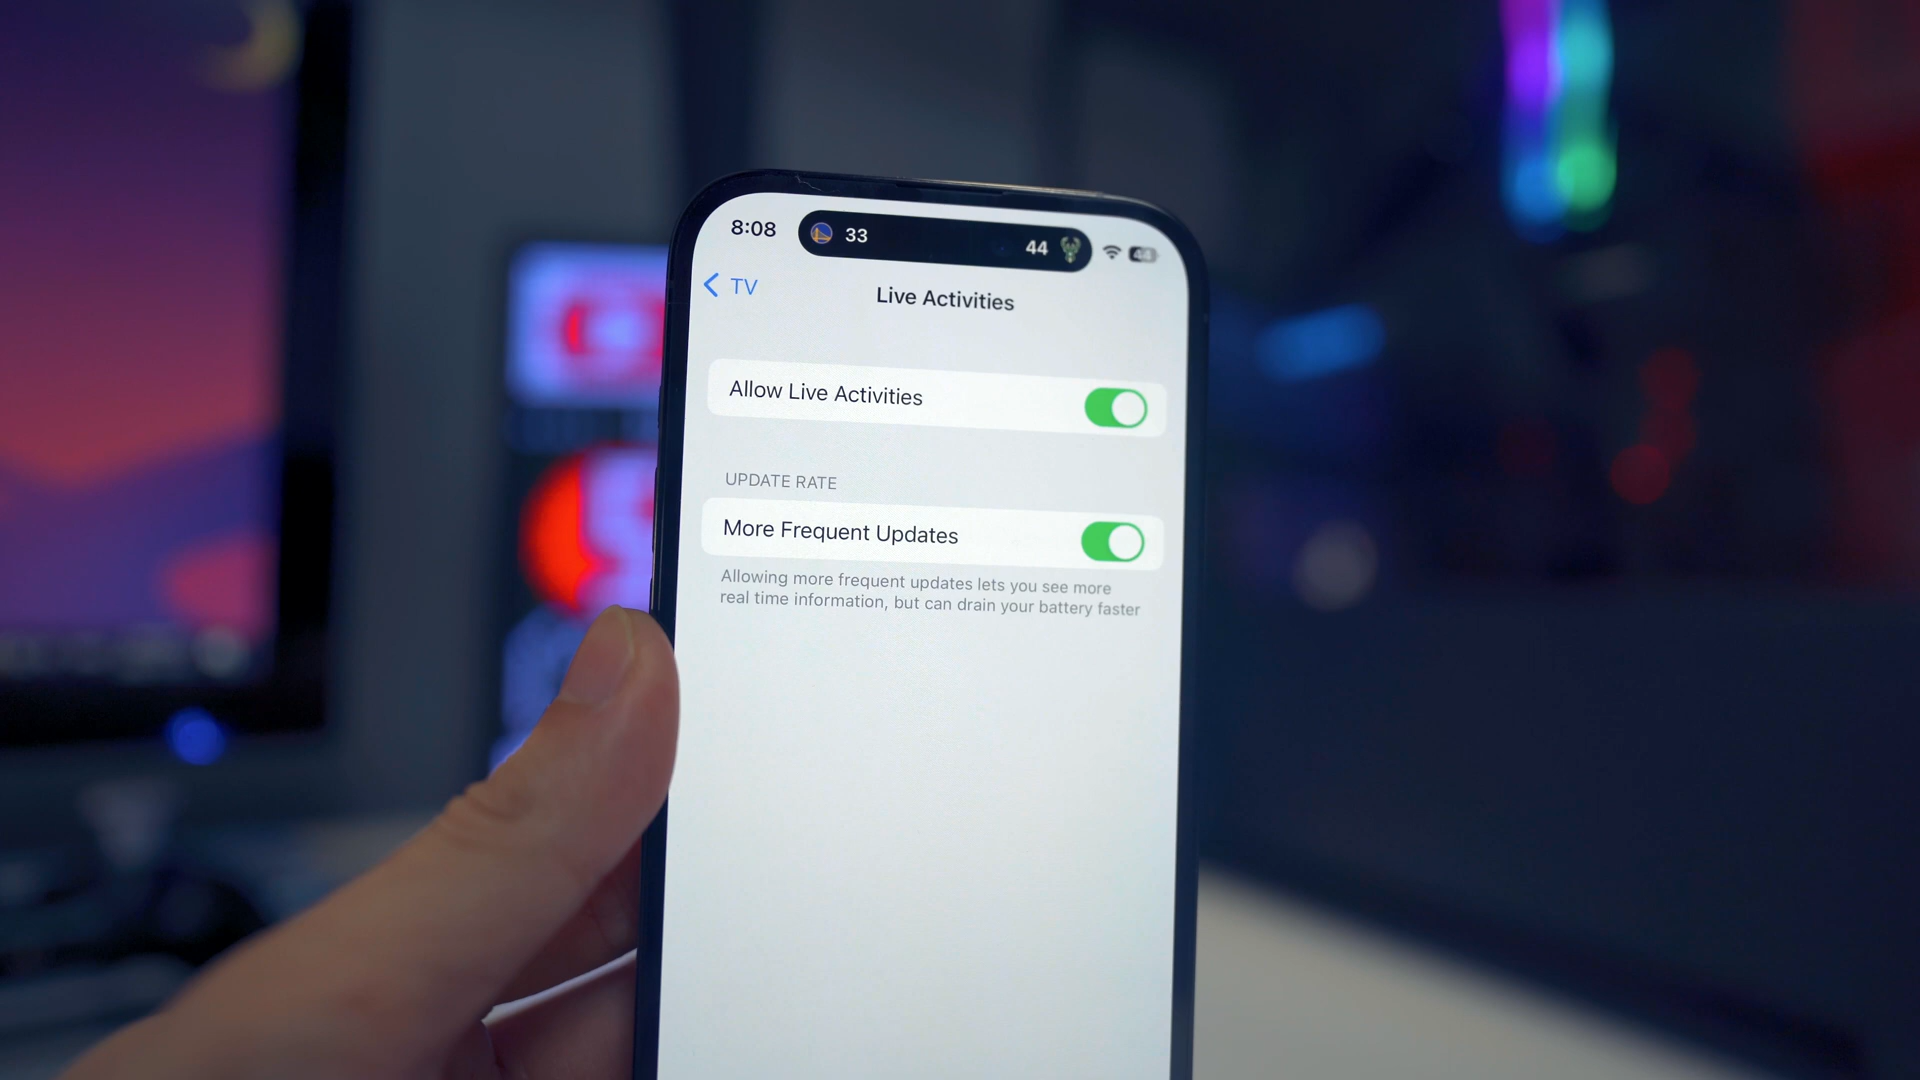 8:08
33
44
TV
Live Activities
Allow Live Activities
UPDATE RATE
More Frequent Updates
Allowing more frequent updates lets you see more
real time information, but can drain your battery faster